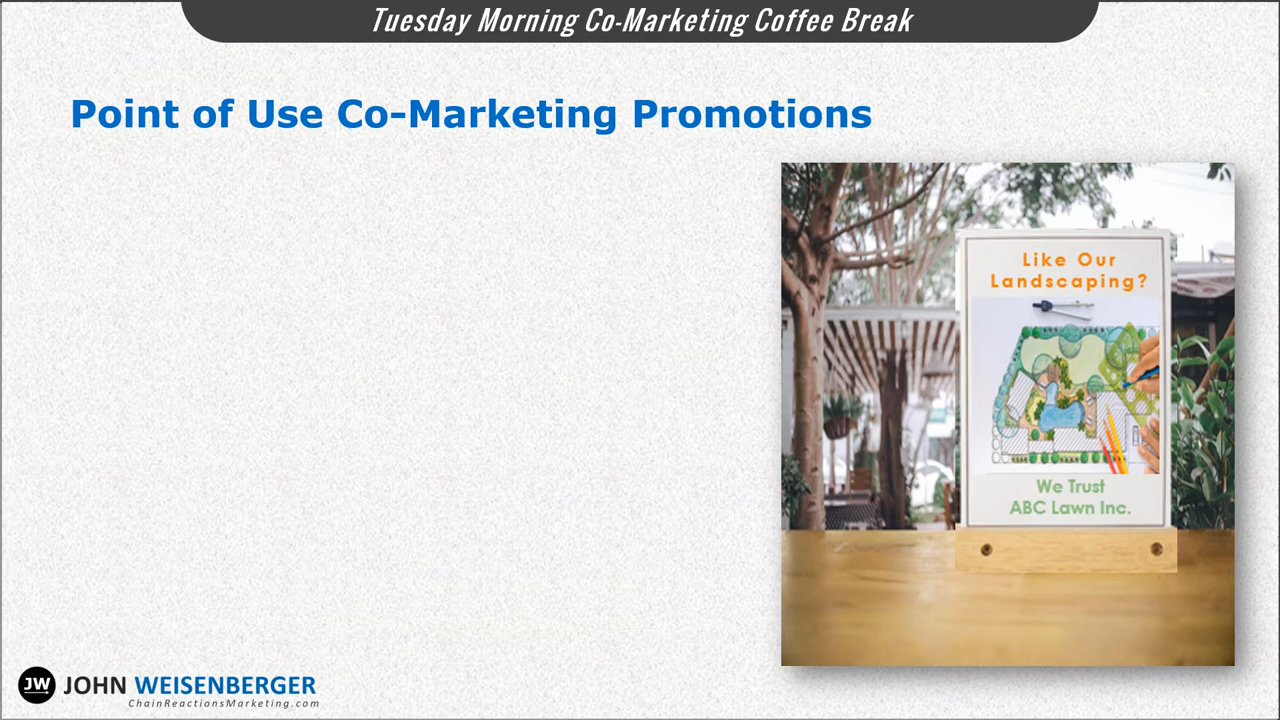 Tuesday Morning Co-Marketing Coffee Break
Point of Use Co-Marketing Promotions
Like Our
Landscaping?
We Trust
ABC Lawn Inc.
JW
JOHN WEISENBERGER
ChainReactionsMarketing.com